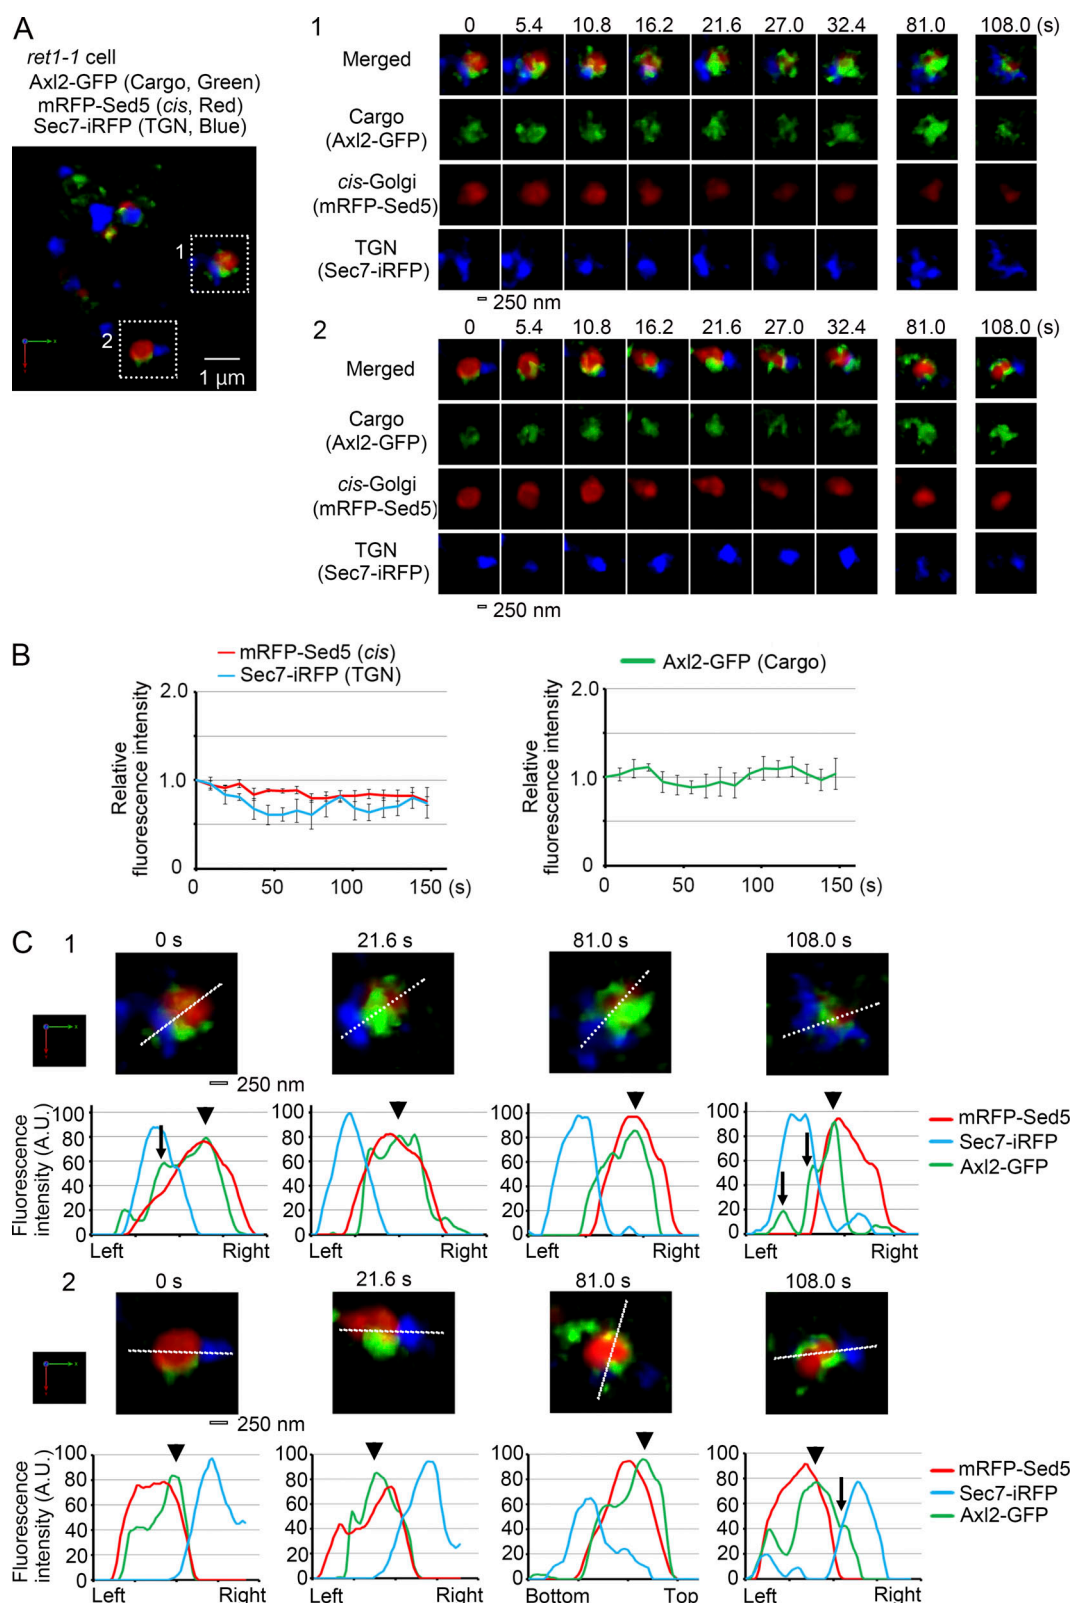 A
ret1-1 cell
Axl2-GFP (Cargo, Green)
mRFP-Sed5 (cis, Red)
Sec7-iRFP (TGN, Blue)
1
2
1 µm
1
0 5.4 10.8 16.2 21.6 27.0 32.4 81.0 108.0 (s)
Merged
Cargo
(Axl2-GFP)
cis-Golgi
(mRFP-Sed5)
TGN
(Sec7-iRFP)
250 nm
2
0 5.4 10.8 16.2 21.6 27.0 32.4 81.0 108.0 (s)
Merged
Cargo
(Axl2-GFP)
cis-Golgi
(mRFP-Sed5)
TGN
(Sec7-iRFP)
250 nm
B
mRFP-Sed5 (cis)
Sec7-iRFP (TGN)
Relative
fluorescence intensity
2.0
1.0
0
0 50 100 150 (s)
Axl2-GFP (Cargo)
Relative
fluorescence intensity
2.0
1.0
0
0 50 100 150 (s)
C
1
0 s 21.6 s 81.0 s 108.0 s
250 nm
Fluorescence
intensity (A.U.)
100
80
60
40
20
0
Left Right
100
80
60
40
20
0
Left Right
100
80
60
40
20
0
Left Right
100
80
60
40
20
0
Left Right
mRFP-Sed5
Sec7-iRFP
Axl2-GFP
2
0 s 21.6 s 81.0 s 108.0 s
250 nm
Fluorescence
intensity (A.U.)
100
80
60
40
20
0
Left Right
100
80
60
40
20
0
Left Right
100
80
60
40
20
0
Bottom Top
100
80
60
40
20
0
Left Right
mRFP-Sed5
Sec7-iRFP
Axl2-GFP